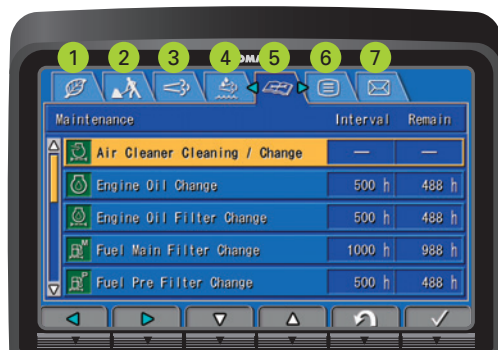 1 2 3 4 5 6 7
OMA
Maintenance Interval Remain
Air Cleaner Cleaning / Change — —
Engine Oil Change 500 h 488 h
Engine Oil Filter Change 500 h 488 h
M
Fuel Main Filter Change 1000 h 988 h
P
Fuel Pre Filter Change 500 h 488 h